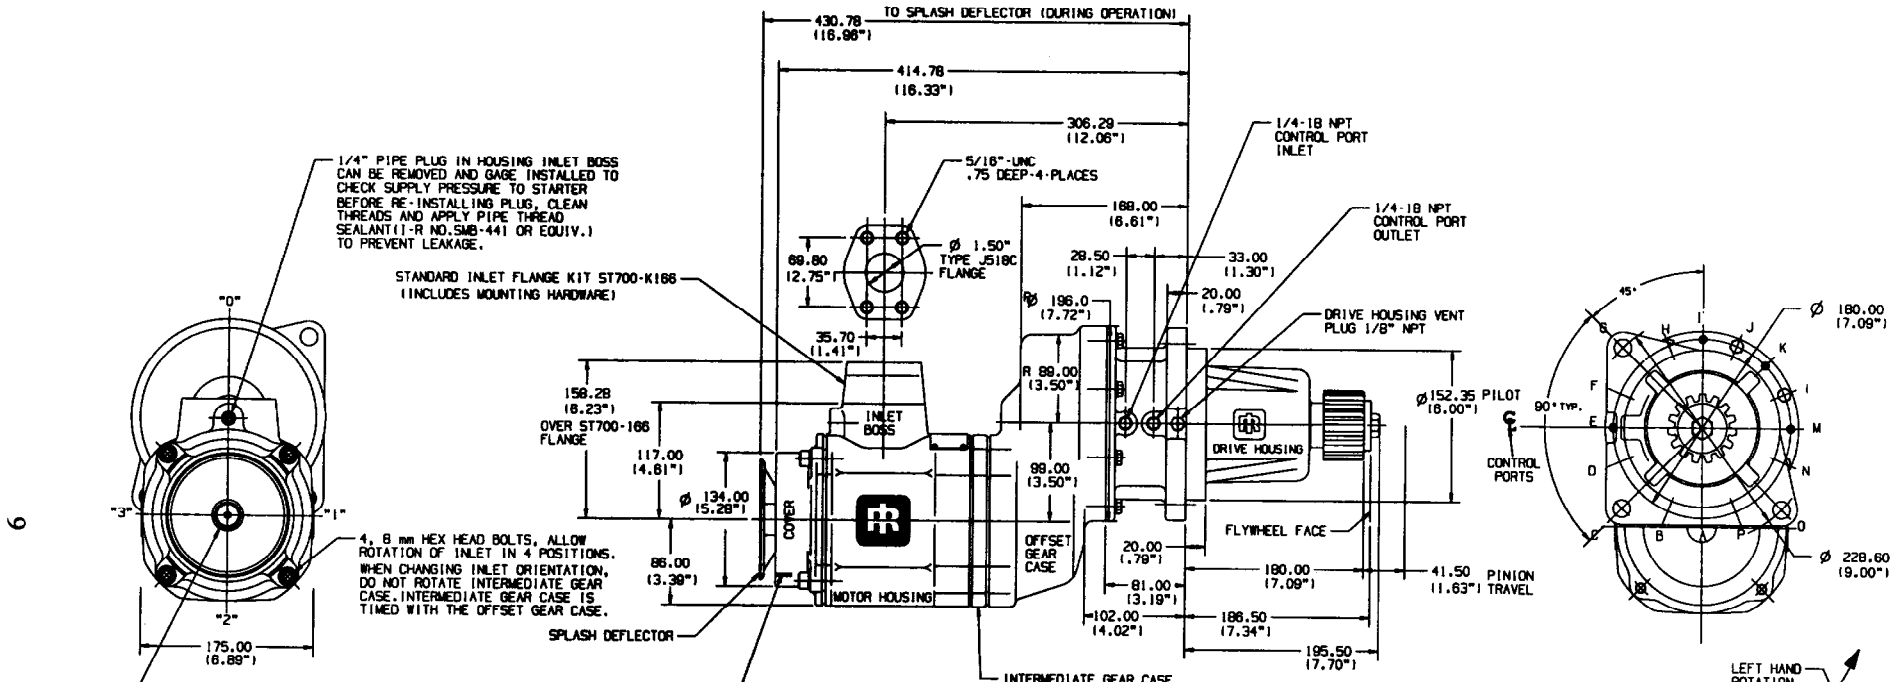 TO SPLASH DEFLECTOR (DURING OPERATION)
430.78
(16.96")
414.78
(16.33")
306.29
(12.06")
1/4-18 NPT
CONTROL PORT
INLET
1/4" PIPE PLUG IN HOUSING INLET BOSS
CAN BE REMOVED AND GAGE INSTALLED TO
CHECK SUPPLY PRESSURE TO STARTER
BEFORE RE-INSTALLING PLUG, CLEAN
THREADS AND APPLY PIPE THREAD
SEALANT(I-R NO.SMB-441 OR EQUIV.)
TO PREVENT LEAKAGE.
5/16"-UNC
.75 DEEP-4-PLACES
168.00
(6.61")
1/4-18 NPT
CONTROL PORT
OUTLET
STANDARD INLET FLANGE KIT ST700-K166
(INCLUDES MOUNTING HARDWARE)
69.80
(2.75")
Ø 1.50"
TYPE J518C
FLANGE
28.50
(1.12")
33.00
(1.30")
20.00
(.79")
Ø 196.0
(7.72")
DRIVE HOUSING VENT
PLUG 1/8" NPT
35.70
(1.41")
"0"
45°
Ø 180.00
(7.09")
G
H
I
J
K
158.28
(6.23")
OVER ST700-166
FLANGE
R 89.00
(3.50")
Ø 152.35 PILOT
(6.00")
F
90° TYP.
E
M
L
INLET
BOSS
117.00
(4.61")
DRIVE HOUSING
CONTROL
PORTS
D
N
99.00
(3.50")
Ø 134.00
(5.28")
COVER
"3"
"1"
FLYWHEEL FACE
C
B
A
P
O
4, 8 mm HEX HEAD BOLTS, ALLOW
ROTATION OF INLET IN 4 POSITIONS.
WHEN CHANGING INLET ORIENTATION,
DO NOT ROTATE INTERMEDIATE GEAR
CASE.INTERMEDIATE GEAR CASE IS
TIMED WITH THE OFFSET GEAR CASE.
86.00
(3.39")
OFFSET
GEAR
CASE
20.00
(.79")
Ø 228.60
(9.00")
MOTOR HOUSING
81.00
(3.19")
180.00
(7.09")
41.50 PINION
(1.63") TRAVEL
"2"
102.00
(4.02")
186.50
(7.34")
SPLASH DEFLECTOR
175.00
(6.89")
195.50
(7.70")
INTERMEDIATE GEAR CASE
LEFT HAND
ROTATION
6